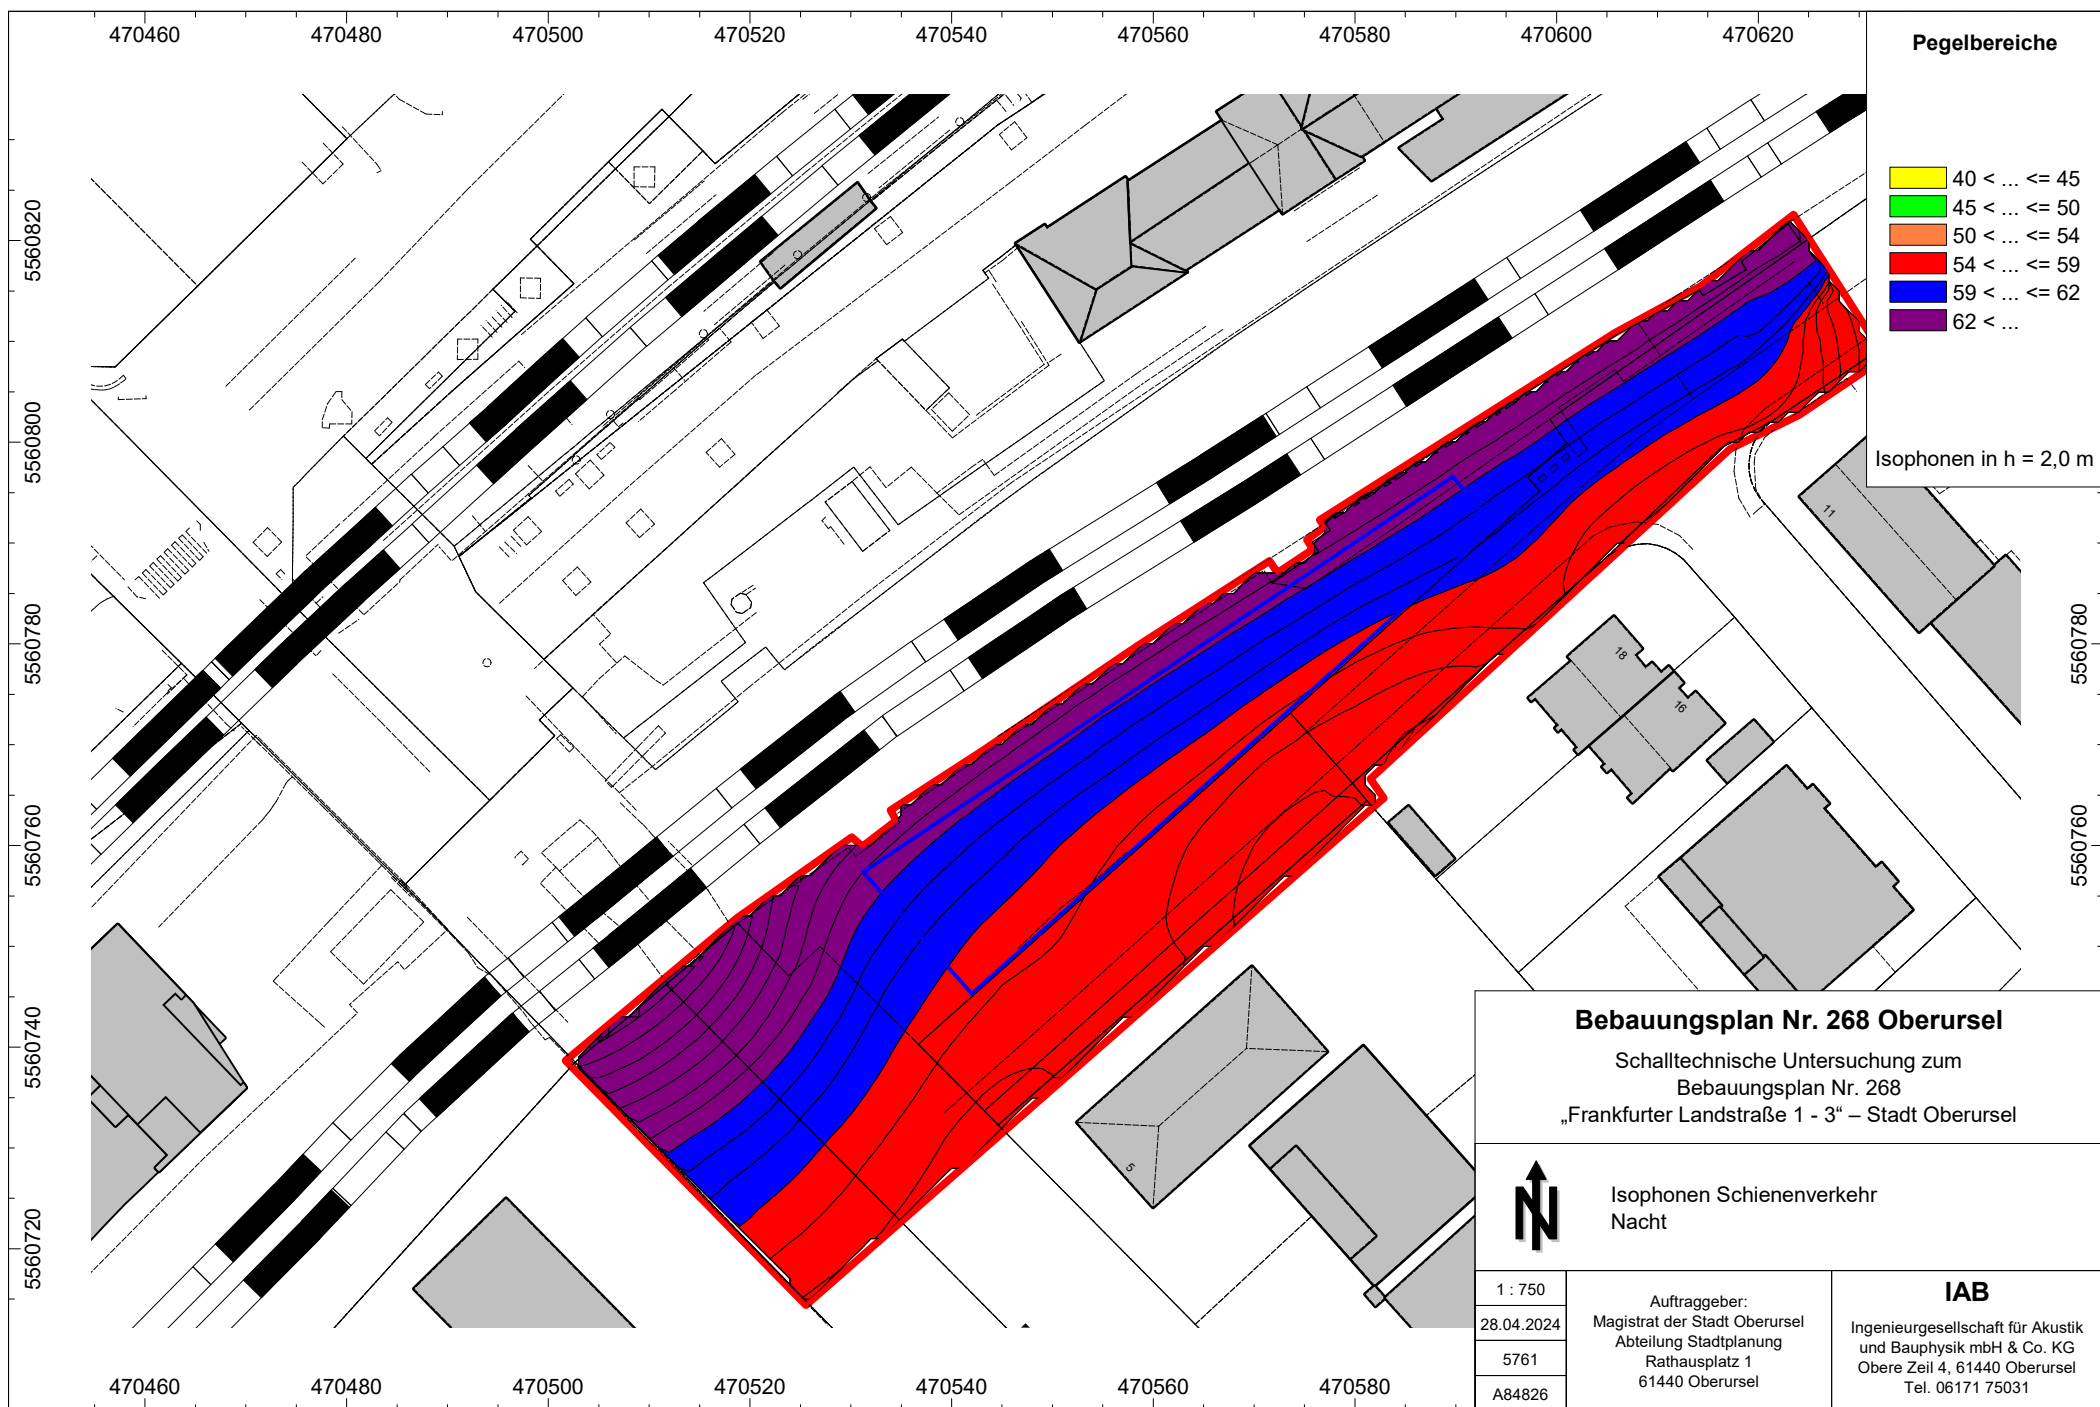 470460 470480 470500 470520 470540 470560 470580 470600 470620
Pegelbereiche
40 < ... <= 45
45 < ... <= 50
50 < ... <= 54
54 < ... <= 59
59 < ... <= 62
62 < ...
Isophonen in h = 2,0 m
5560820
5560800
5560780
5560760
5560740
5560720
5560780
5560760
11
18
16
5
Bebauungsplan Nr. 268 Oberursel
Schalltechnische Untersuchung zum
Bebauungsplan Nr. 268
„Frankfurter Landstraße 1 - 3“ – Stadt Oberursel
N
Isophonen Schienenverkehr
Nacht
1 : 750
28.04.2024
5761
A84826
Auftraggeber:
Magistrat der Stadt Oberursel
Abteilung Stadtplanung
Rathausplatz 1
61440 Oberursel
IAB
Ingenieurgesellschaft für Akustik
und Bauphysik mbH & Co. KG
Obere Zeil 4, 61440 Oberursel
Tel. 06171 75031
470460 470480 470500 470520 470540 470560 470580